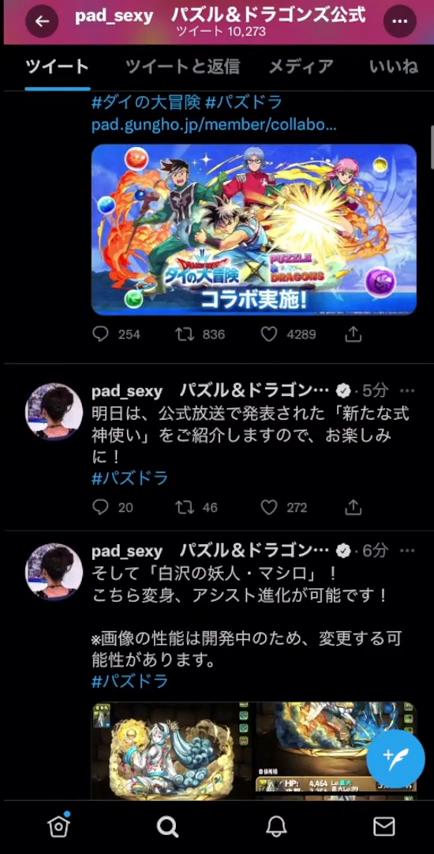 pad_sexy パズル＆ドラゴンズ公式
ツイート 10,273
ツイート ツイートと返信 メディア いいね
#ダイの大冒険 #パズドラ
pad.gungho.jp/member/collabo…
DRAGON QUEST
ダイの大冒険
PUZZLE & DRAGONS
コラボ実施！
254 836 4289
pad_sexy パズル＆ドラゴン… · 5分
明日は、公式放送で発表された「新たな式
神使い」をご紹介しますので、お楽しみ
に！
#パズドラ
20 46 272
pad_sexy パズル＆ドラゴン… · 6分
そして「白沢の妖人・マシロ」！
こちら変身、アシスト進化が可能です！
※画像の性能は開発中のため、変更する可
能性があります。
#パズドラ
HP: 4,464 Lv.最大